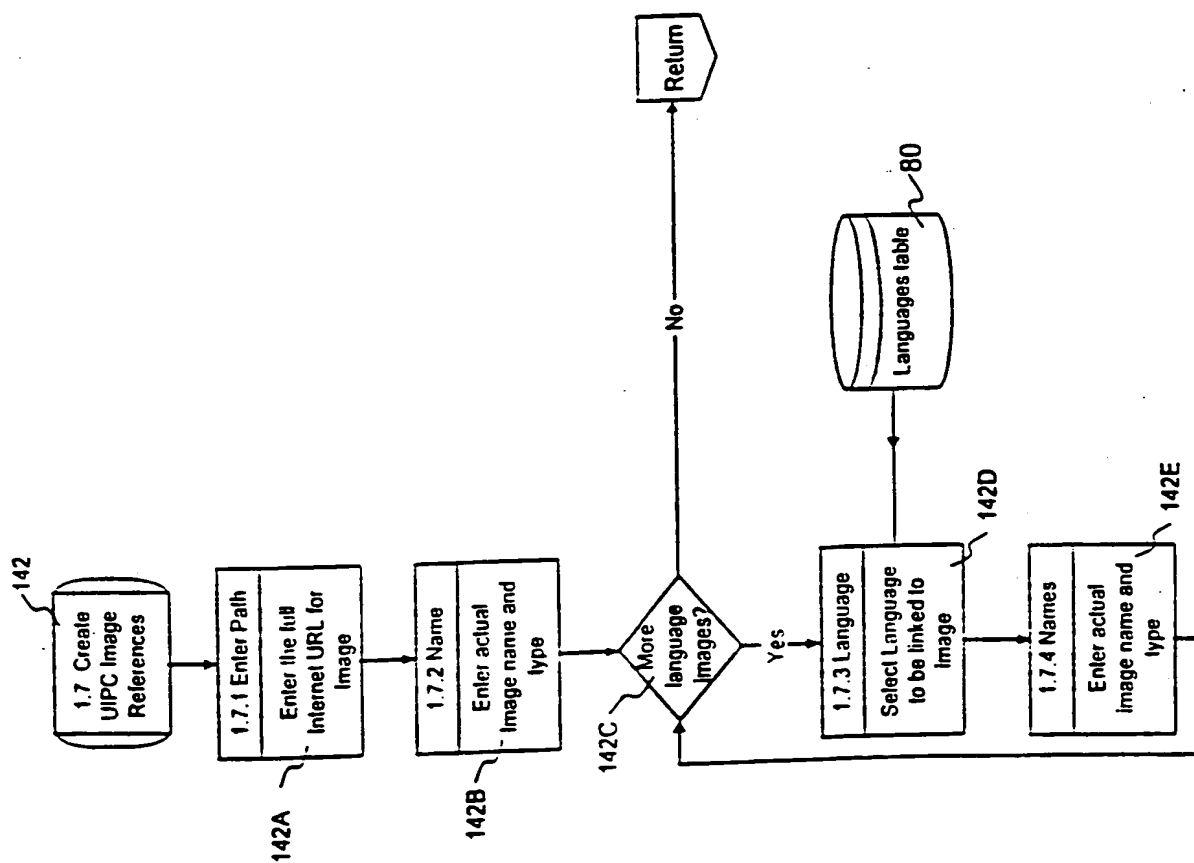 142
1.7 Create
UIPC Image
References
1.7.1 Enter Path
Enter the full
Internet URL for
Image
142A
1.7.2 Name
Enter actual
Image name and
type
142B
142C
More
language
Images?
No
Return
Yes
1.7.3 Language
Select Language
to be linked to
Image
142D
Languages table
80
1.7.4 Names
Enter actual
image name and
type
142E